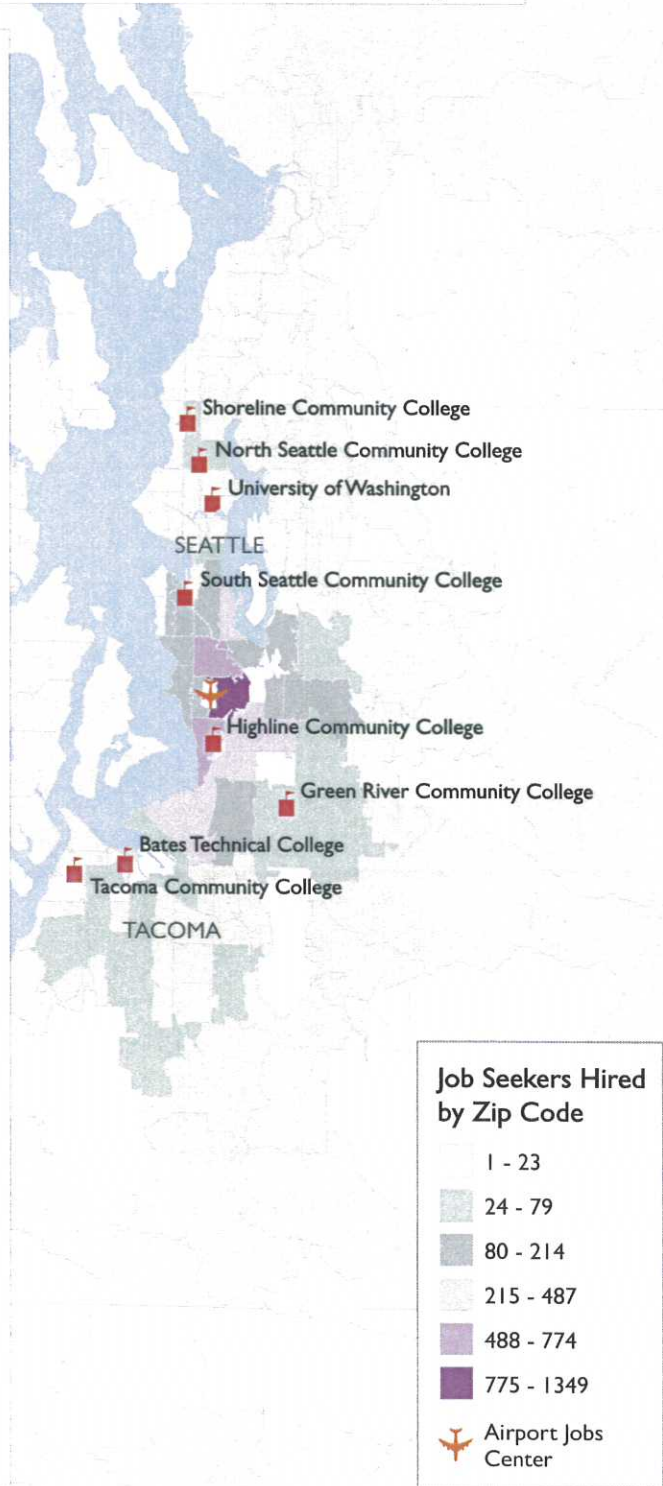 Shoreline Community College
North Seattle Community College
University of Washington
SEATTLE
South Seattle Community College
Highline Community College
Green River Community College
Bates Technical College
Tacoma Community College
TACOMA
Job Seekers Hired
by Zip Code
1 - 23
24 - 79
80 - 214
215 - 487
488 - 774
775 - 1349
Airport Jobs
Center